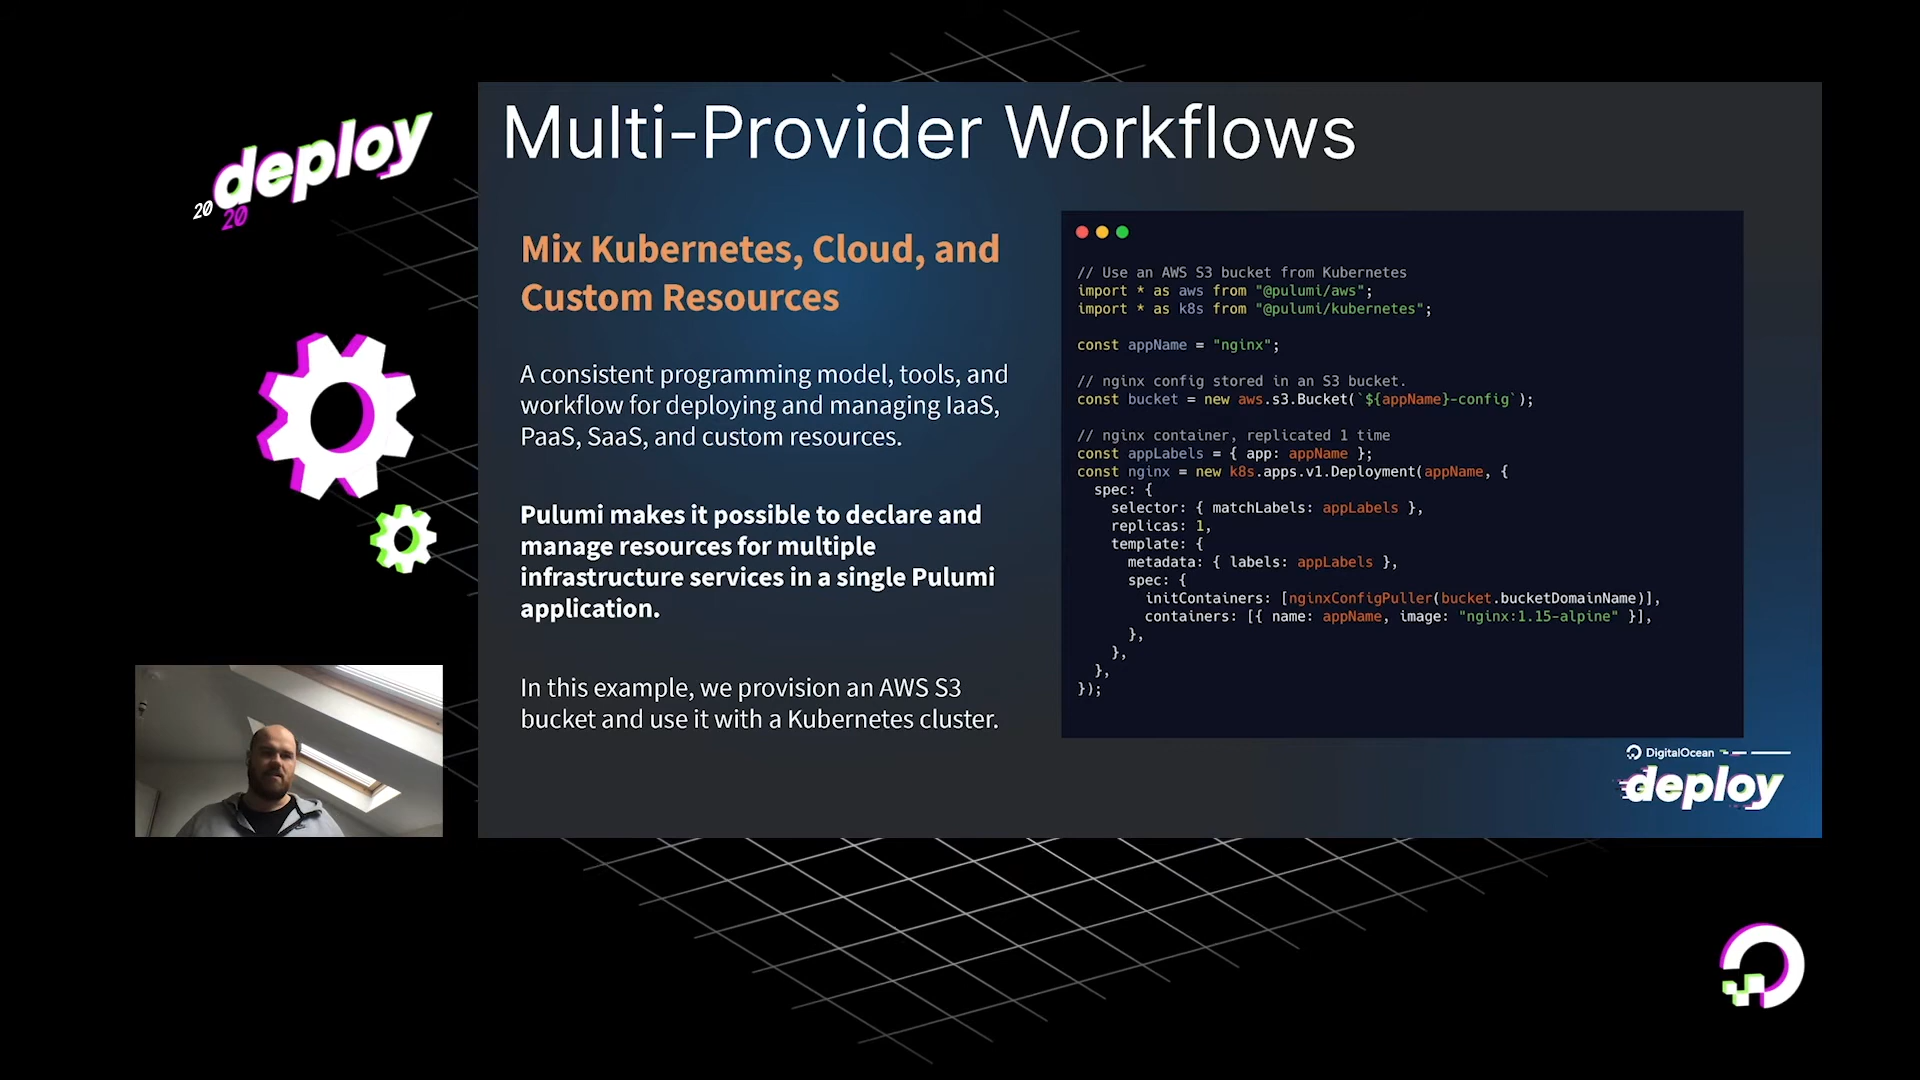 deploy
20
20
Multi-Provider Workflows
Mix Kubernetes, Cloud, and
Custom Resources
A consistent programming model, tools, and
workflow for deploying and managing IaaS,
PaaS, SaaS, and custom resources.
Pulumi makes it possible to declare and
manage resources for multiple
infrastructure services in a single Pulumi
application.
In this example, we provision an AWS S3
bucket and use it with a Kubernetes cluster.
// Use an AWS S3 bucket from Kubernetes
import * as aws from "@pulumi/aws";
import * as k8s from "@pulumi/kubernetes";
const appName = "nginx";
// nginx config stored in an S3 bucket.
const bucket = new aws.s3.Bucket(`${appName}-config`);
// nginx container, replicated 1 time
const appLabels = { app: appName };
const nginx = new k8s.apps.v1.Deployment(appName, {
  spec: {
    selector: { matchLabels: appLabels },
    replicas: 1,
    template: {
      metadata: { labels: appLabels },
      spec: {
        initContainers: [nginxConfigPuller(bucket.bucketDomainName)],
        containers: [{ name: appName, image: "nginx:1.15-alpine" }],
      },
    },
  },
});
DigitalOcean
deploy